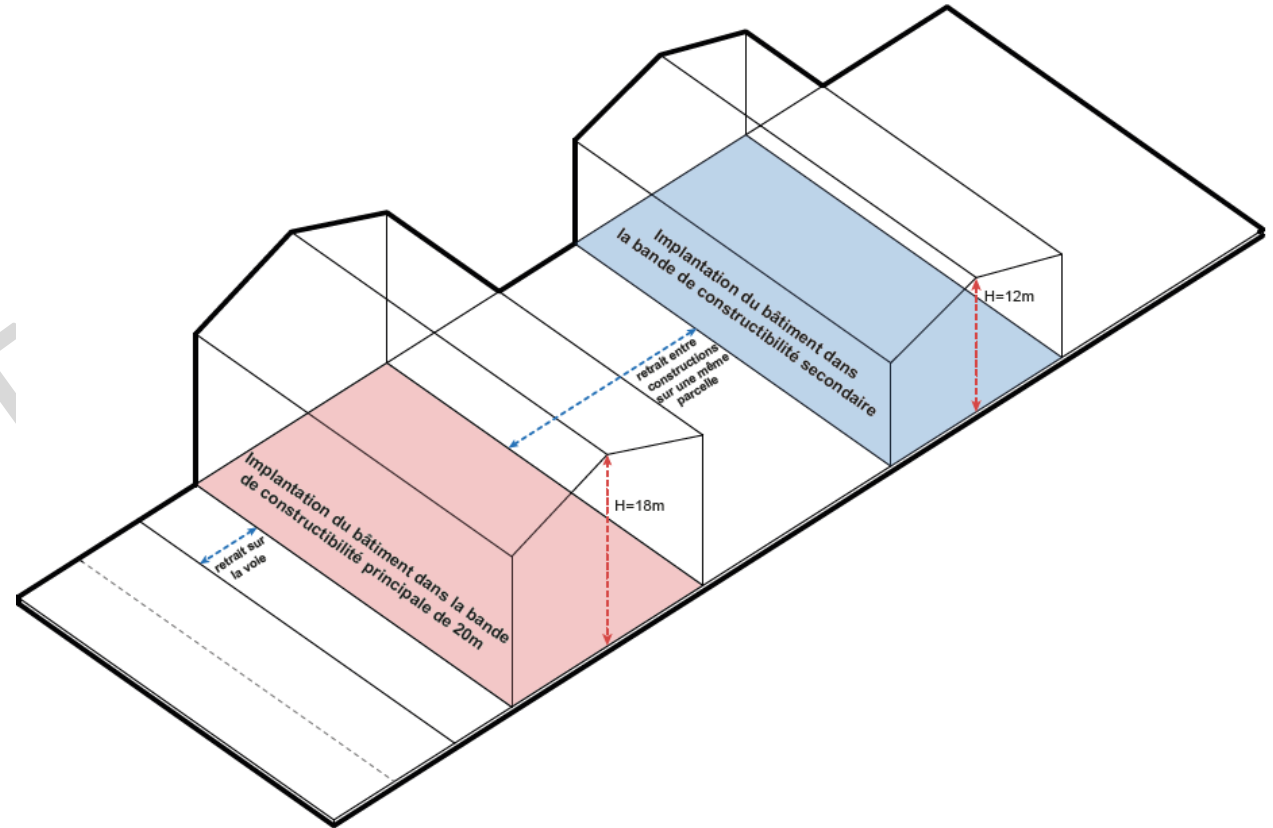 Implantation du bâtiment dans
la bande de constructibilité secondaire
H=12m
retrait entre
constructions
sur une même
parcelle
H=18m
Implantation du bâtiment dans la bande
de constructibilité principale de 20m
retrait sur
la voie